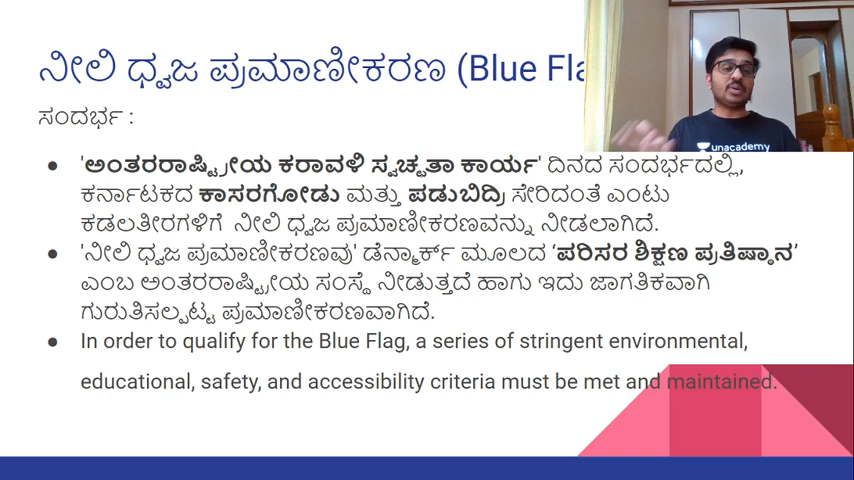 ನೀಲಿ ಧ್ವಜ ಪ್ರಮಾಣೀಕರಣ (Blue
ಸಂದರ್ಭ :
'ಅಂತರರಾಷ್ಟ್ರೀಯ ಕರಾವಳಿ ಸ್ವಚ್ಛತಾ ಕಾರ್ಯ' ದಿನದ ಸಂದರ್ಭದಲ್ಲಿ,
ಕರ್ನಾಟಕದ ಕಾಸರಗೋಡು ಮತ್ತು ಪಡುಬಿದ್ರಿ ಸೇರಿದಂತೆ ಎಂಟು
ಕಡಲತೀರಗಳಿಗೆ ನೀಲಿ ಧ್ವಜ ಪ್ರಮಾಣೀಕರಣವನ್ನು ನೀಡಲಾಗಿದೆ.
'ನೀಲಿ ಧ್ವಜ ಪ್ರಮಾಣೀಕರಣವು' ಡೆನ್ಮಾರ್ಕ್ ಮೂಲದ ‘ಪರಿಸರ ಶಿಕ್ಷಣ ಪ್ರತಿಷ್ಠಾನ’
ಎಂಬ ಅಂತರರಾಷ್ಟ್ರೀಯ ಸಂಸ್ಥೆ ನೀಡುತ್ತದೆ ಹಾಗು ಇದು ಜಾಗತಿಕವಾಗಿ
ಗುರುತಿಸಲ್ಪಟ್ಟ ಪ್ರಮಾಣೀಕರಣವಾಗಿದೆ.
In order to qualify for the Blue Flag, a series of stringent environmental,
educational, safety, and accessibility criteria must be met and maintained.
unacademy